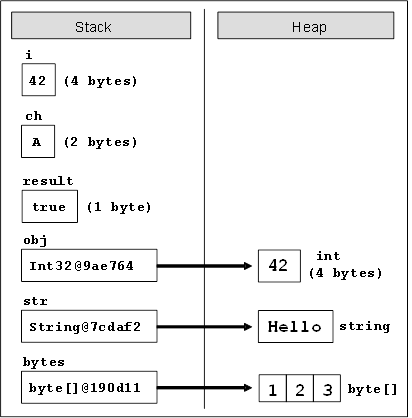 Stack Heap
i
42 (4 bytes)
ch
A (2 bytes)
result
true (1 byte)
obj
Int32@9ae764 42 int
(4 bytes)
str
String@7cdaf2 Hello string
bytes
byte[]@190d11 1 2 3 byte[]